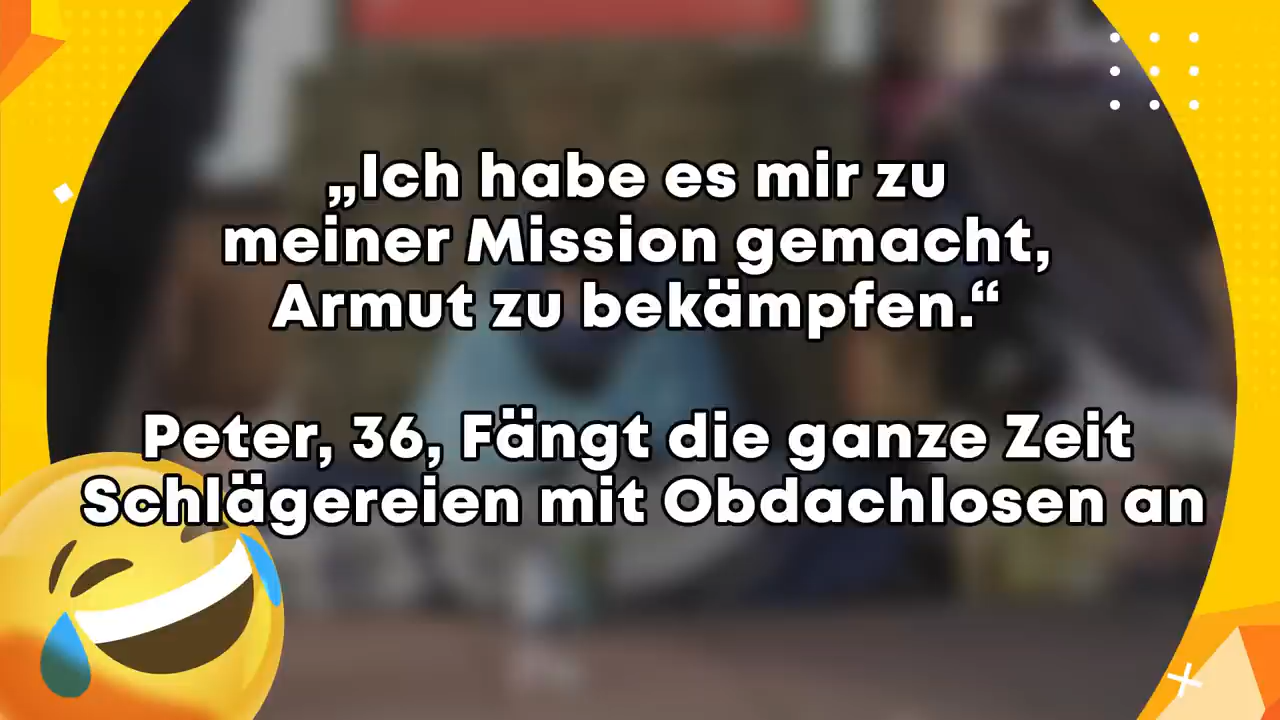 „Ich habe es mir zu
meiner Mission gemacht,
Armut zu bekämpfen.“
Peter, 36, Fängt die ganze Zeit
Schlägereien mit Obdachlosen an